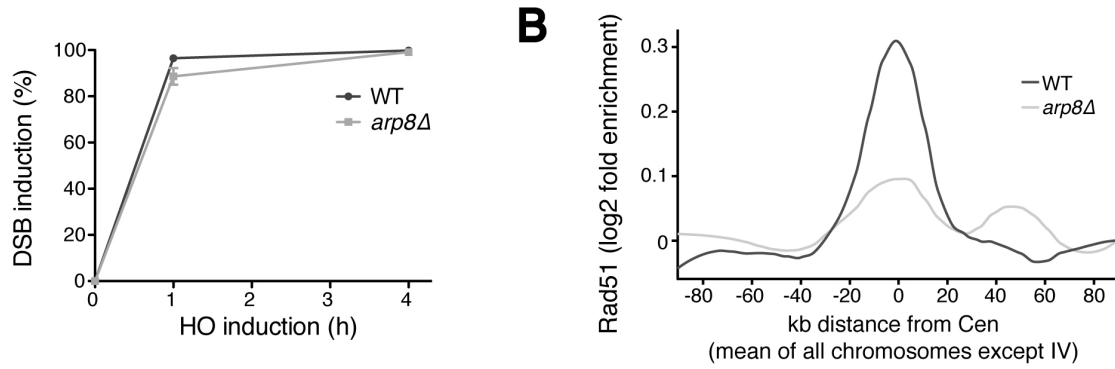 DSB induction (%)
100
80
60
40
20
0
0 1 2 3 4
HO induction (h)
WT
arp8Δ
B
Rad51 (log2 fold enrichment)
0.3
0.2
0.1
0
-80 -60 -40 -20 0 20 40 60 80
kb distance from Cen
(mean of all chromosomes except IV)
WT
arp8Δ